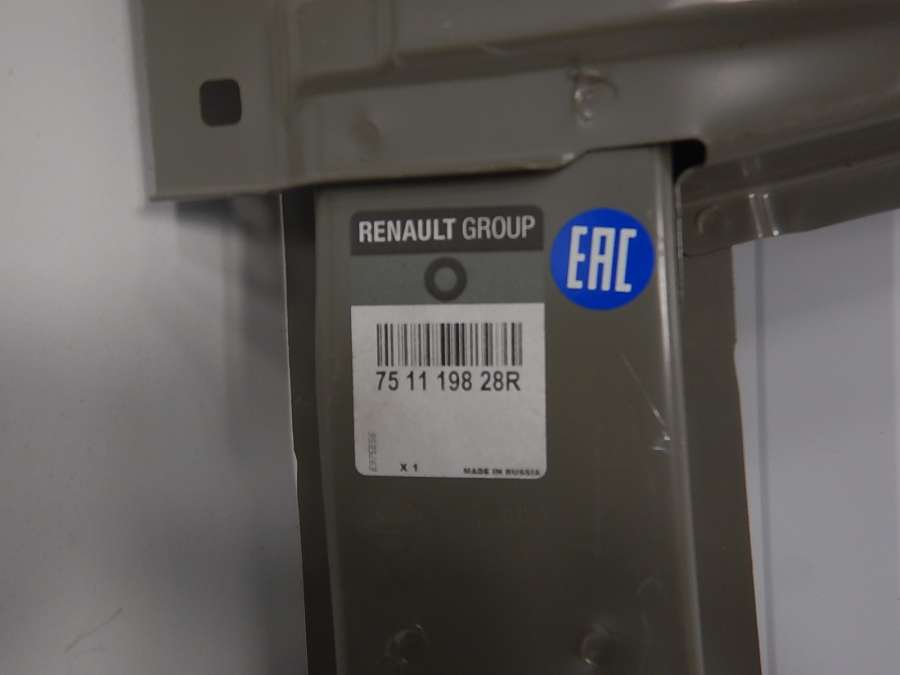 RENAULT GROUP
EAC
75 11 198 28R
X 1
MADE IN RUSSIA